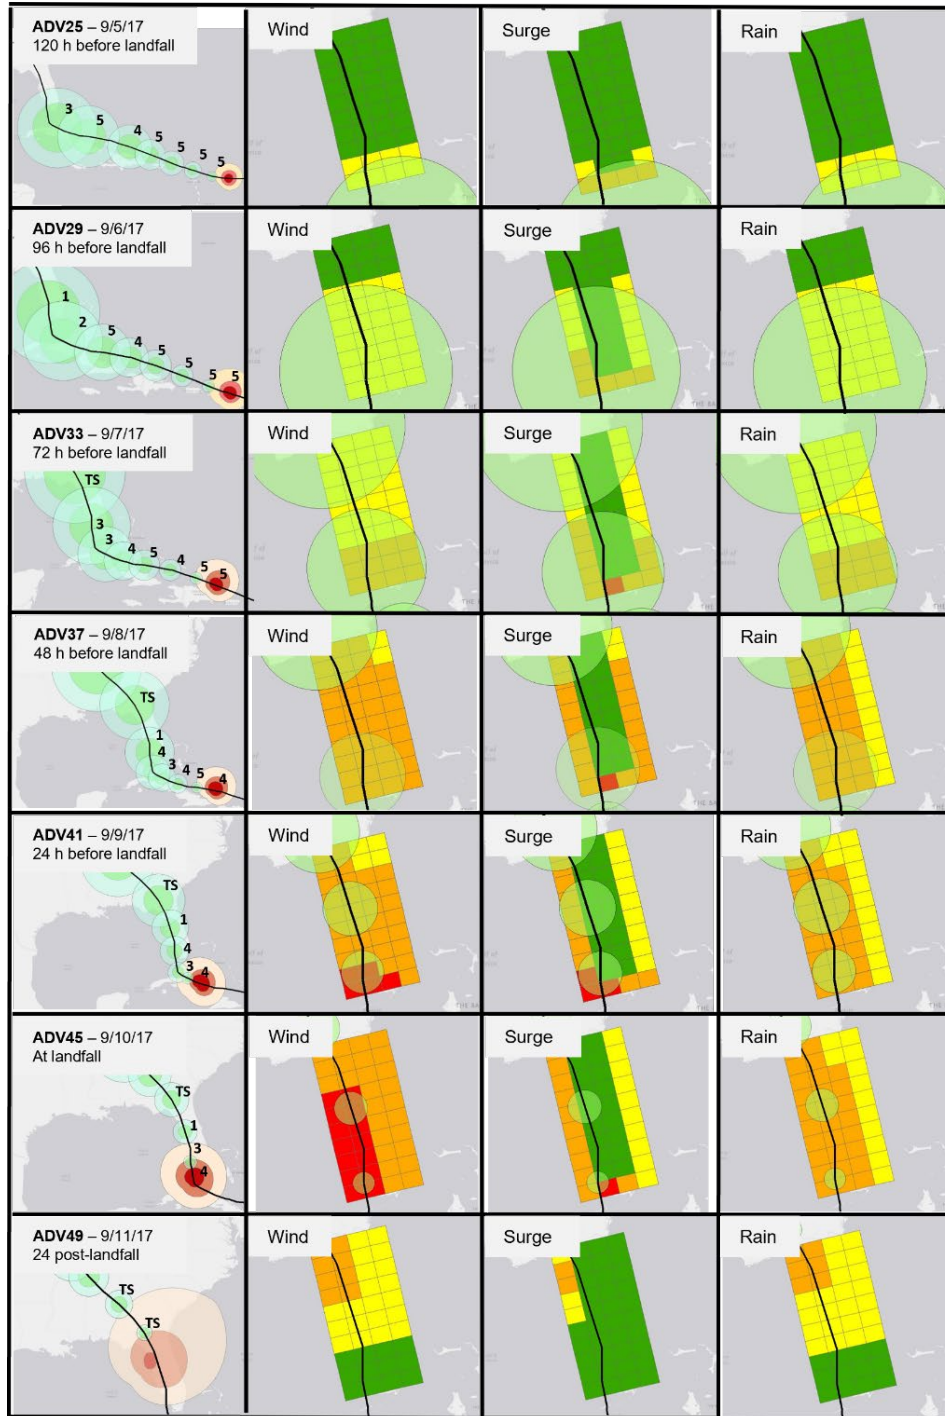 ADV25 – 9/5/17
120 h before landfall
3
5
4
5
5
5
5
Wind
Surge
Rain
ADV29 – 9/6/17
96 h before landfall
1
2
5
4
5
5
5
5
Wind
Surge
Rain
ADV33 – 9/7/17
72 h before landfall
TS
3
3
4
5
4
5
5
Wind
Surge
Rain
ADV37 – 9/8/17
48 h before landfall
TS
1
4
3
4
5
4
Wind
Surge
Rain
ADV41 – 9/9/17
24 h before landfall
TS
1
4
3
4
Wind
Surge
Rain
ADV45 – 9/10/17
At landfall
TS
1
3
4
Wind
Surge
Rain
ADV49 – 9/11/17
24 post-landfall
TS
TS
Wind
Surge
Rain